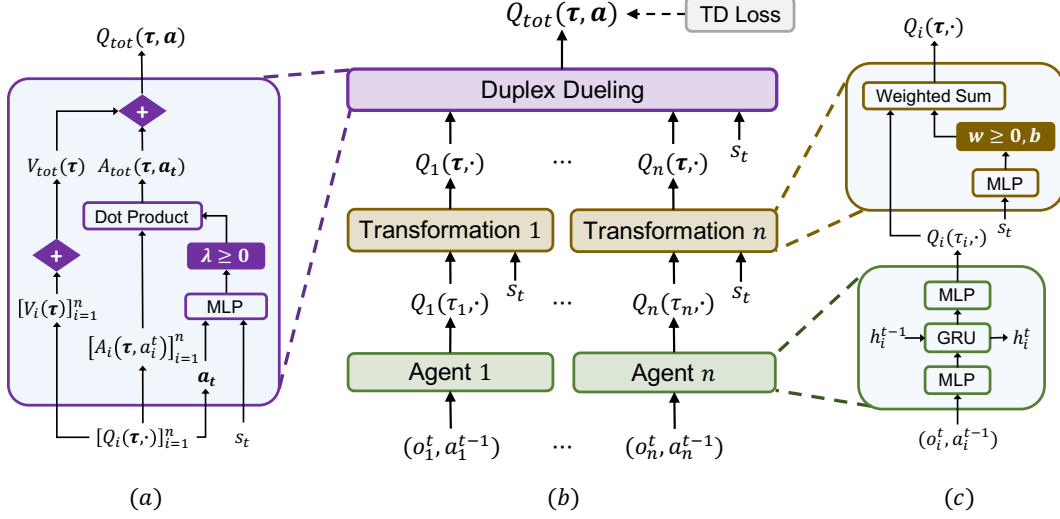 Q_tot(τ, a)
+
V_tot(τ)
A_tot(τ, a_t)
Dot Product
+
λ ≥ 0
[V_i(τ)]_{i=1}^n
MLP
[A_i(τ, a_i^t)]_{i=1}^n
a_t
[Q_i(τ,·)]_{i=1}^n
s_t
(a)
Q_tot(τ, a)
TD Loss
Duplex Dueling
Q_1(τ,·)
...
Q_n(τ,·)
s_t
Transformation 1
Transformation n
s_t
s_t
Q_1(τ_1,·)
...
Q_n(τ_n,·)
Agent 1
Agent n
(o_1^t, a_1^{t−1})
...
(o_n^t, a_n^{t−1})
(b)
Q_i(τ,·)
Weighted Sum
w ≥ 0, b
MLP
s_t
Q_i(τ_i,·)
MLP
h_i^{t−1}
GRU
h_i^t
MLP
(o_i^t, a_i^{t−1})
(c)